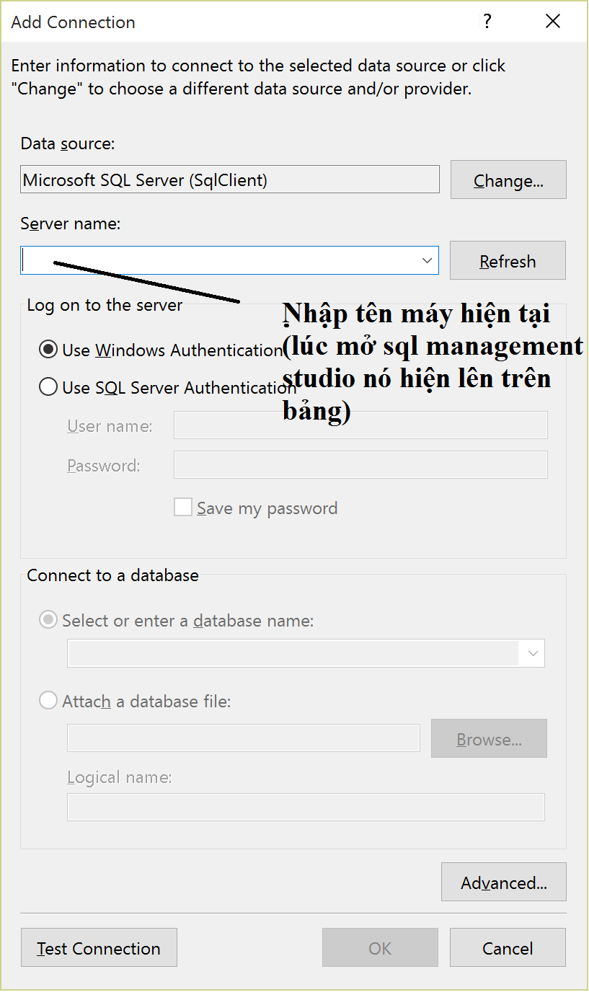 Add Connection
?
Enter information to connect to the selected data source or click
"Change" to choose a different data source and/or provider.
Data source:
Microsoft SQL Server (SqlClient)
Change...
Server name:
Refresh
Log on to the server
Nhập tên máy hiện tại
(lúc mở sql management
studio nó hiện lên trên
bảng)
Use Windows Authentication
Use SQL Server Authentication
User name:
Password:
Save my password
Connect to a database
Select or enter a database name:
Attach a database file:
Browse...
Logical name:
Advanced...
Test Connection
OK
Cancel